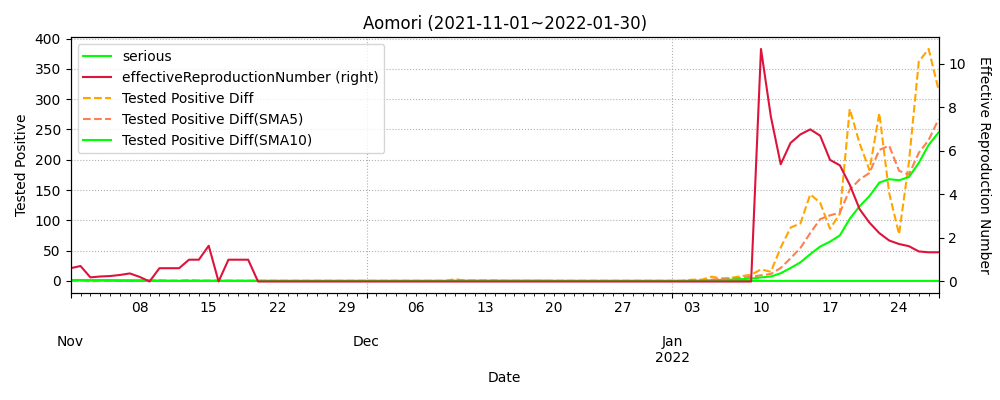 Aomori (2021-11-01~2022-01-30)
serious
effectiveReproductionNumber (right)
Tested Positive Diff
Tested Positive Diff(SMA5)
Tested Positive Diff(SMA10)
Tested Positive
400
350
300
250
200
150
100
50
0
Effective Reproduction Number
10
8
6
4
2
0
08 15 22 29 06 13 20 27 03 10 17 24
Nov Dec Jan
2022
Date